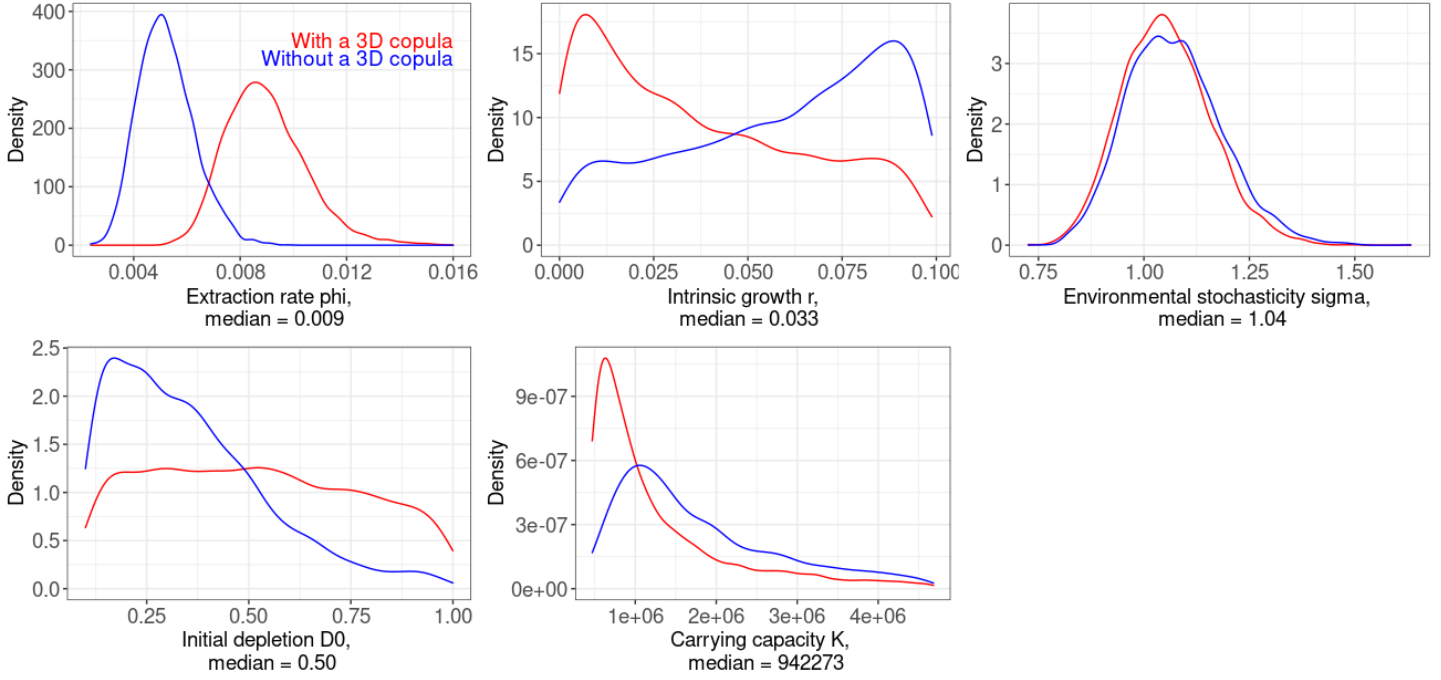 400
300
200
100
0
Density
With a 3D copula
Without a 3D copula
0.004 0.008 0.012 0.016
Extraction rate phi,
median = 0.009
15
10
5
0
Density
0.000 0.025 0.050 0.075 0.100
Intrinsic growth r,
median = 0.033
3
2
1
0
Density
0.75 1.00 1.25 1.50
Environmental stochasticity sigma,
median = 1.04
2.5
2.0
1.5
1.0
0.5
0.0
Density
0.25 0.50 0.75 1.00
Initial depletion D0,
median = 0.50
9e-07
6e-07
3e-07
0e+00
Density
1e+06 2e+06 3e+06 4e+06
Carrying capacity K,
median = 942273